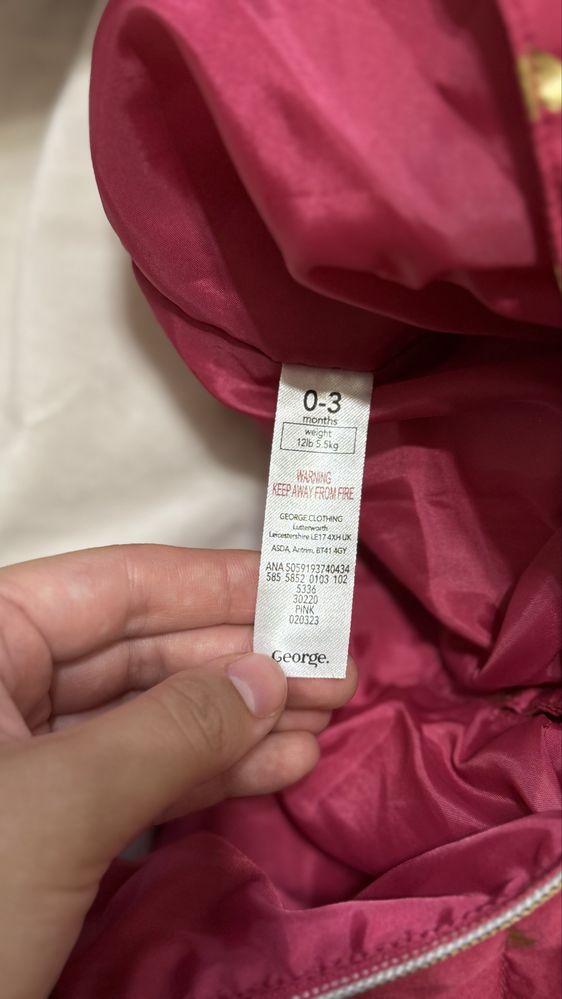 0-3
months
weight
12lb 5.5kg
WARNING
KEEP AWAY FROM FIRE
GEORGE CLOTHING
Lutterworth
Leicestershire LE17 4XH UK
ASDA, Antrim, BT41 4GY
ANA 5059193740434
585 5852 0103 102
5336
30220
PINK
020323
George.